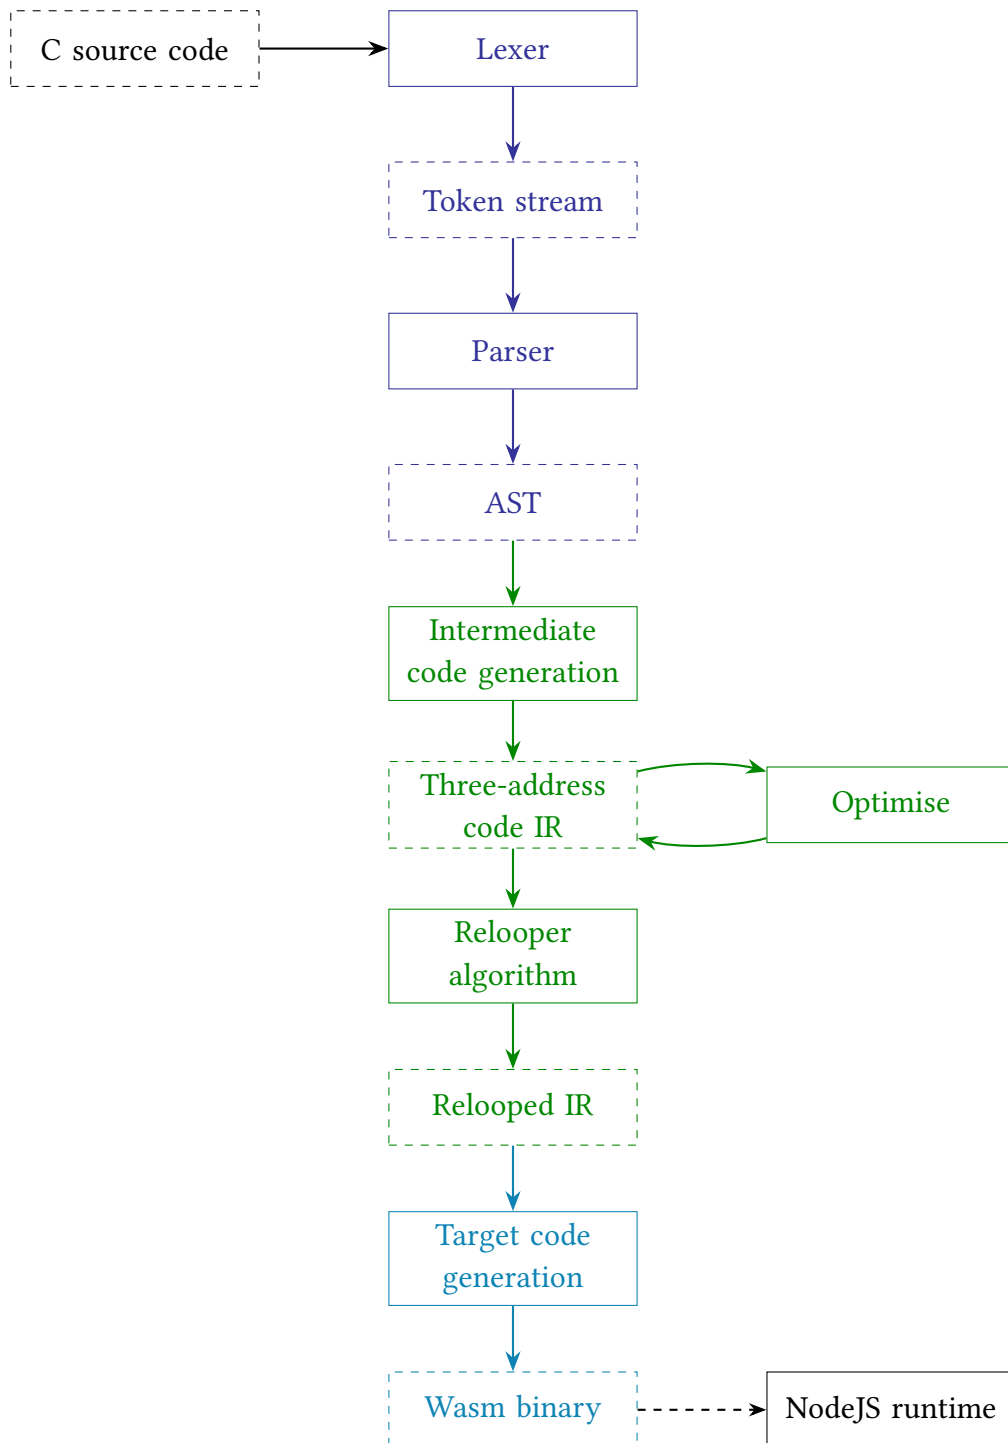 C source code
Lexer
Token stream
Parser
AST
Intermediate
code generation
Three-address
code IR
Optimise
Relooper
algorithm
Relooped IR
Target code
generation
Wasm binary
NodeJS runtime